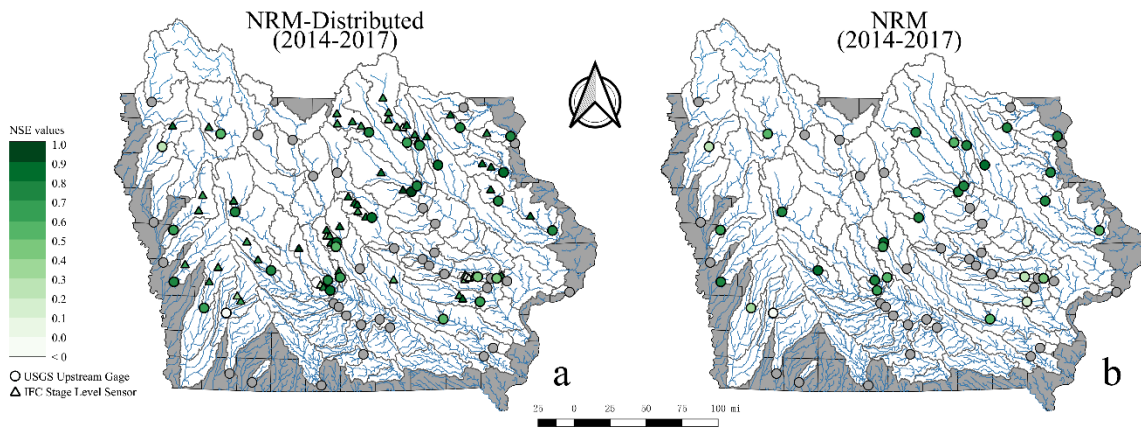 NRM-Distributed
(2014-2017)
NRM
(2014-2017)
NSE values
1.0
0.9
0.8
0.7
0.6
0.5
0.4
0.3
0.2
0.1
0.0
< 0
USGS Upstream Gage
IFC Stage Level Sensor
a
b
25 0 25 50 75 100 mi